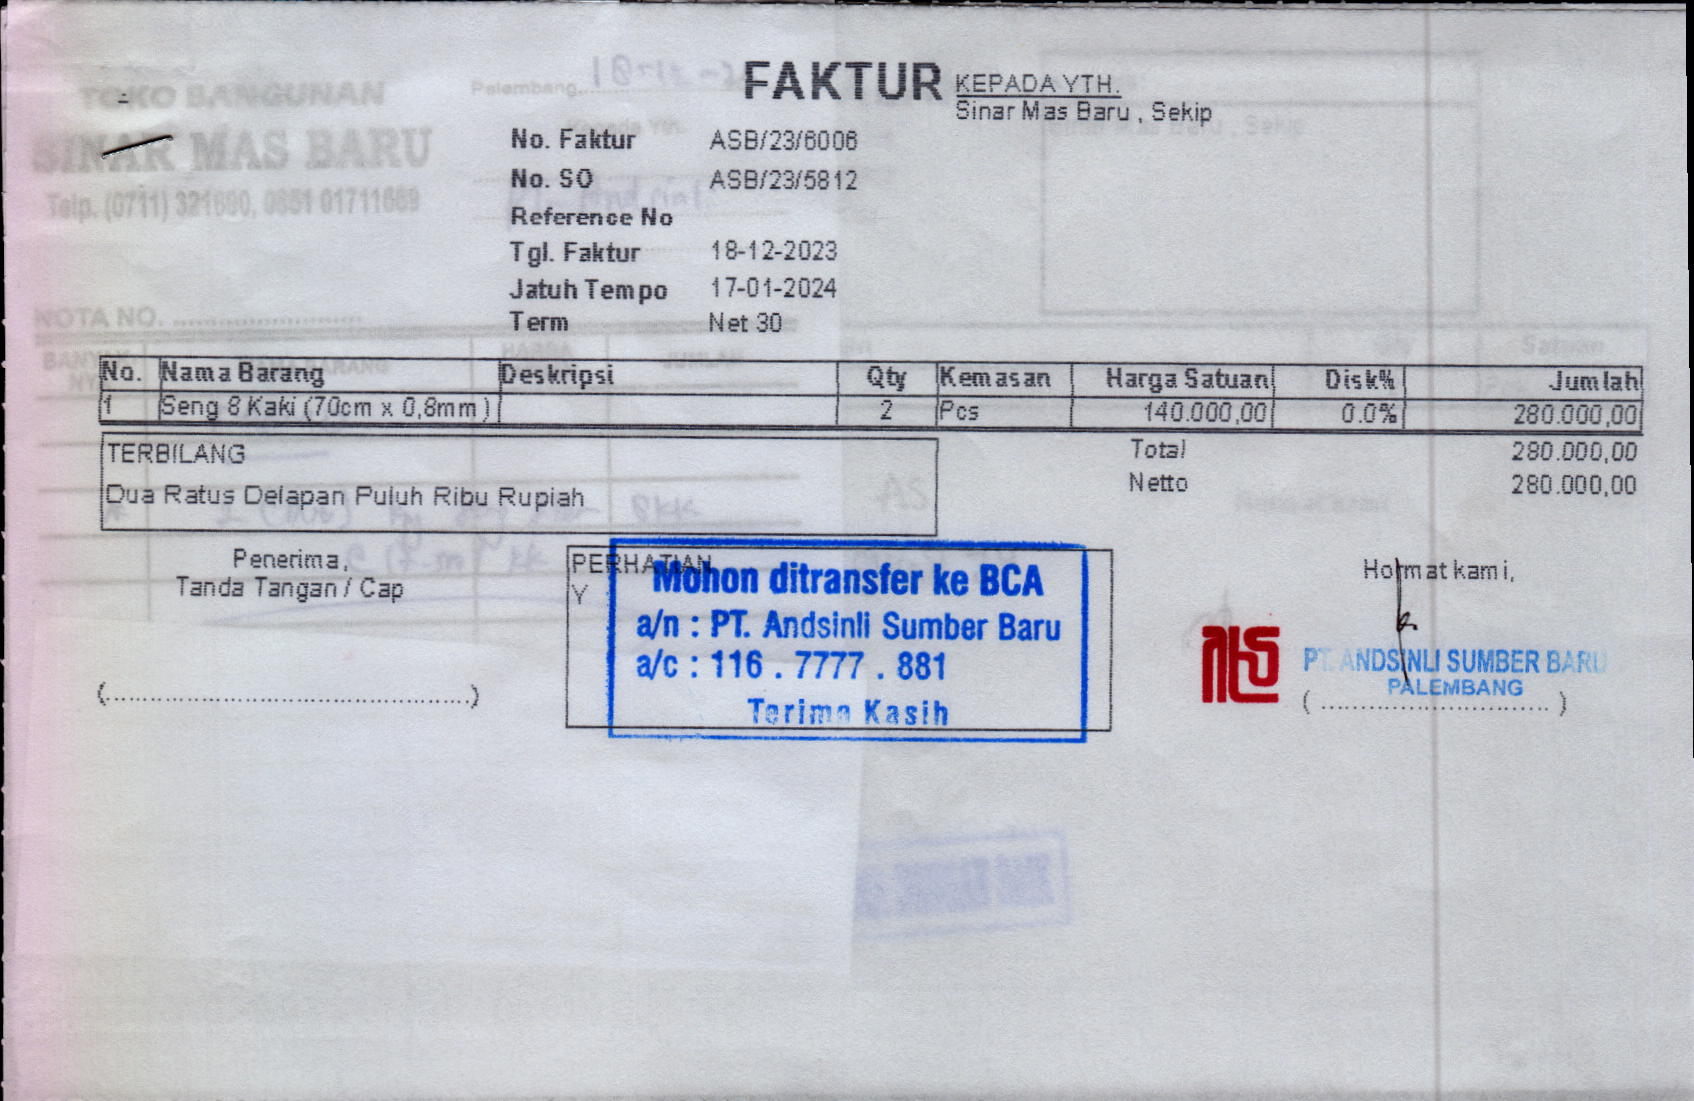 FAKTUR
KEPADA YTH.
Sinar Mas Baru , Sekip
No. Faktur ASB/23/6006
No. SO ASB/23/5812
Reference No
Tgl. Faktur 18-12-2023
Jatuh Tempo 17-01-2024
Term Net 30
TOKO BANGUNAN
SINAR MAS BARU
Telp. (0711) 321680, 0851 01711669
Palembang
NOTA NO.
No. Nama Barang Deskripsi Qty Kemasan Harga Satuan Disk% Jumlah
1 Seng 8 Kaki (70cm x 0,8mm) 2 Pcs 140.000,00 0.0% 280.000,00
TERBILANG
Dua Ratus Delapan Puluh Ribu Rupiah
Total 280.000,00
Netto 280.000,00
Penerima,
Tanda Tangan / Cap
(..............................................)
PERHATIAN
Y
Mohon ditransfer ke BCA
a/n : PT. Andsinli Sumber Baru
a/c : 116 . 7777 . 881
Terima Kasih
Hormat kami,
PT. ANDSINLI SUMBER BARU
PALEMBANG
( ............................. )